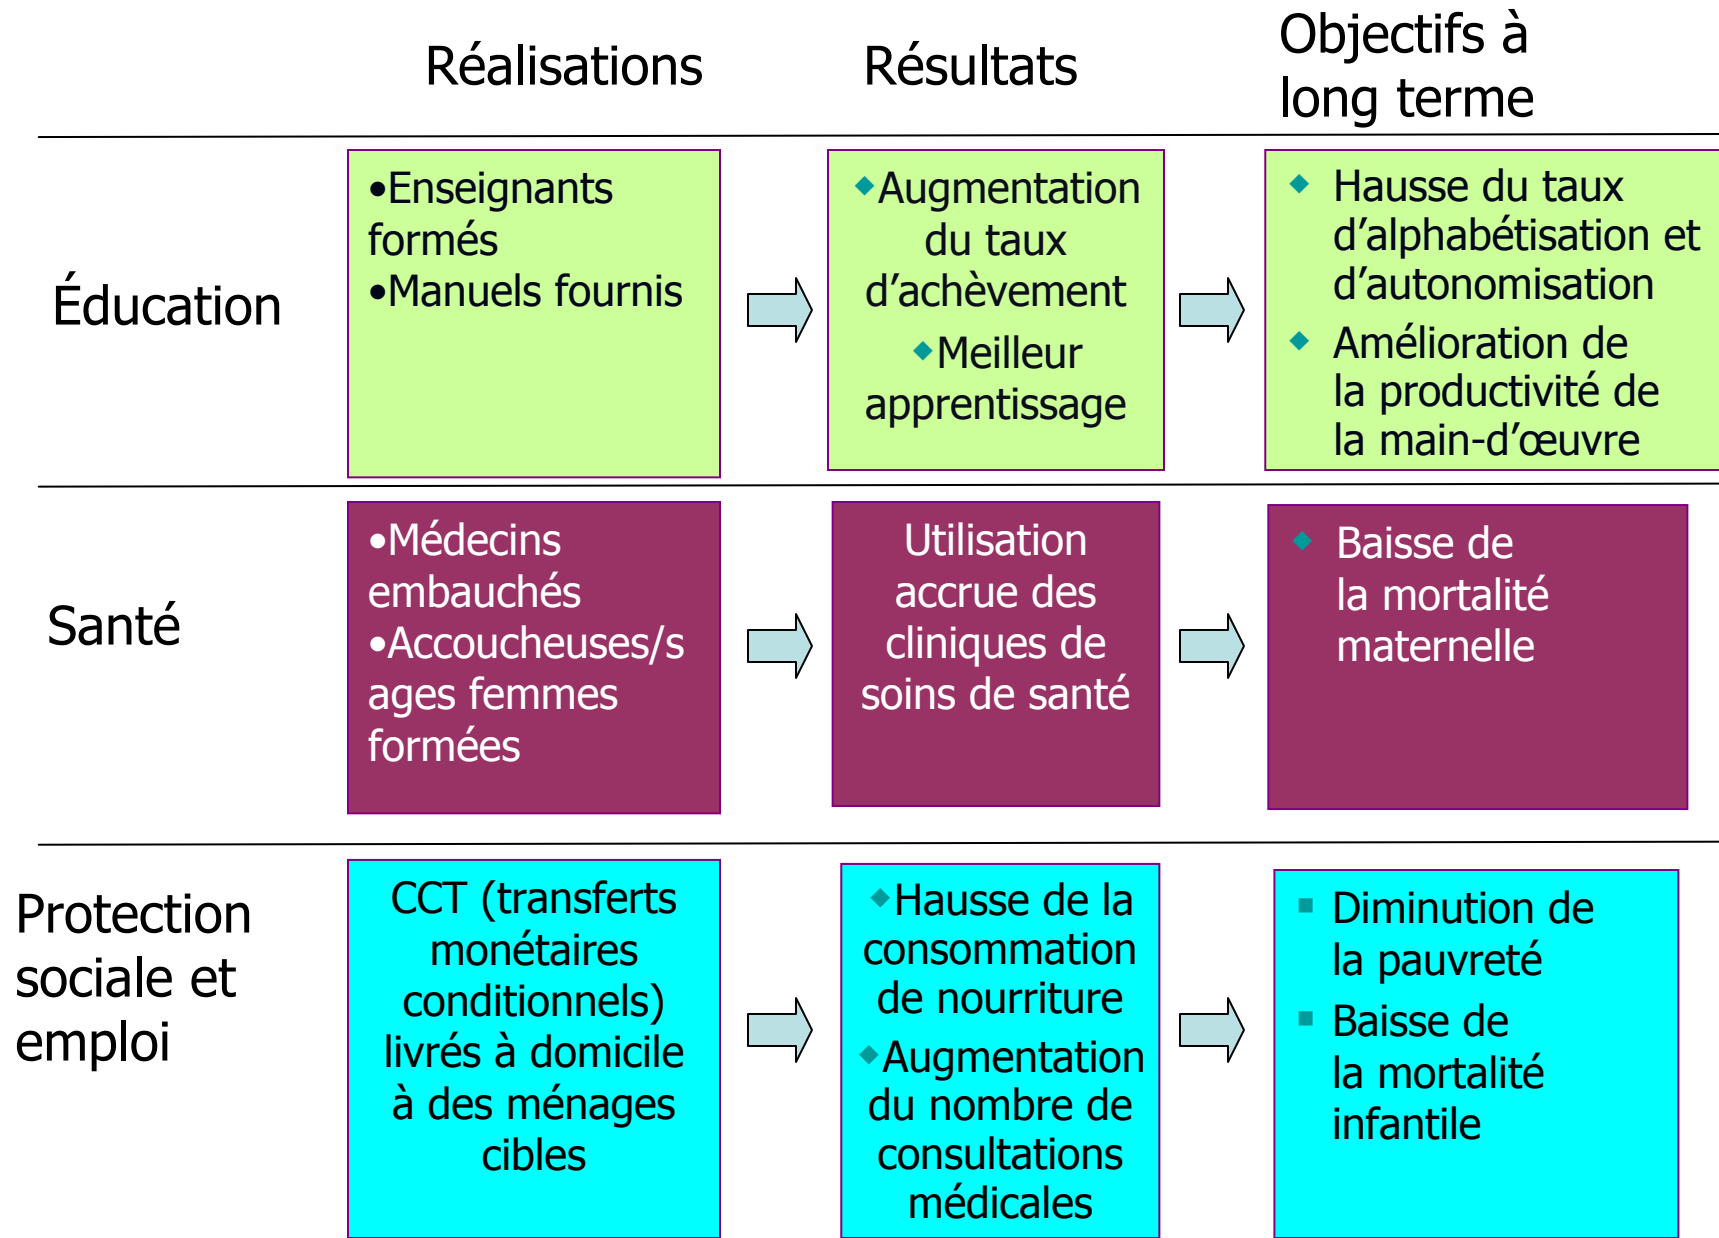 Réalisations
Résultats
Objectifs à
long terme
Éducation
•Enseignants
formés
•Manuels fournis
◆Augmentation
du taux
d’achèvement
◆Meilleur
apprentissage
◆ Hausse du taux
d’alphabétisation et
d’autonomisation
◆ Amélioration de
la productivité de
la main-d’œuvre
Santé
•Médecins
embauchés
•Accoucheuses/s
ages femmes
formées
Utilisation
accrue des
cliniques de
soins de santé
◆ Baisse de
la mortalité
maternelle
Protection
sociale et
emploi
CCT (transferts
monétaires
conditionnels)
livrés à domicile
à des ménages
cibles
◆Hausse de la
consommation
de nourriture
◆Augmentation
du nombre de
consultations
médicales
▪ Diminution de
la pauvreté
▪ Baisse de
la mortalité
infantile